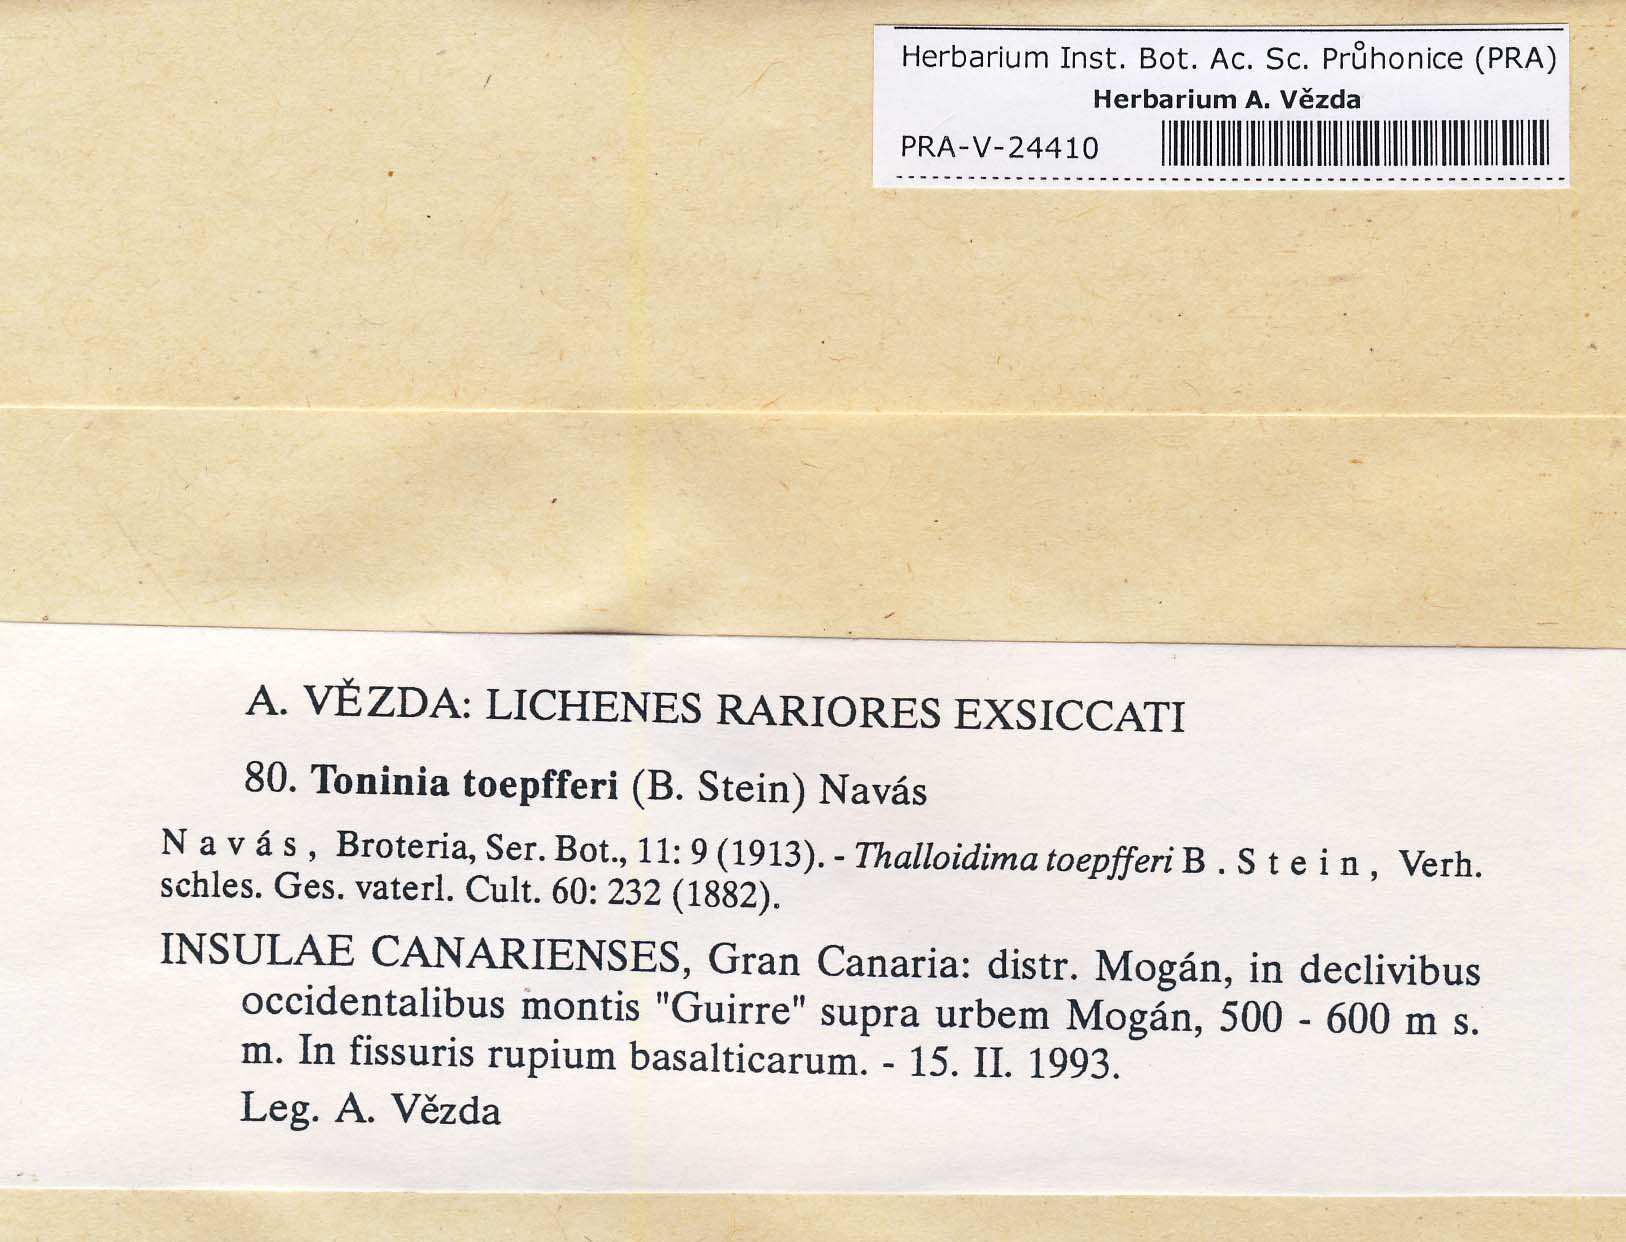 Herbarium Inst. Bot. Ac. Sc. Průhonice (PRA)
Herbarium A. Vězda
PRA-V-24410
A. VĚZDA: LICHENES RARIORES EXSICCATI
80. Toninia toepfferi (B. Stein) Navás
Navás, Broteria, Ser. Bot., 11: 9 (1913). - Thalloidima toepfferi B. Stein, Verh.
schles. Ges. vaterl. Cult. 60: 232 (1882).
INSULAE CANARIENSES, Gran Canaria: distr. Mogán, in declivibus
occidentalibus montis "Guirre" supra urbem Mogán, 500 - 600 m s.
m. In fissuris rupium basalticarum. - 15. II. 1993.
Leg. A. Vězda